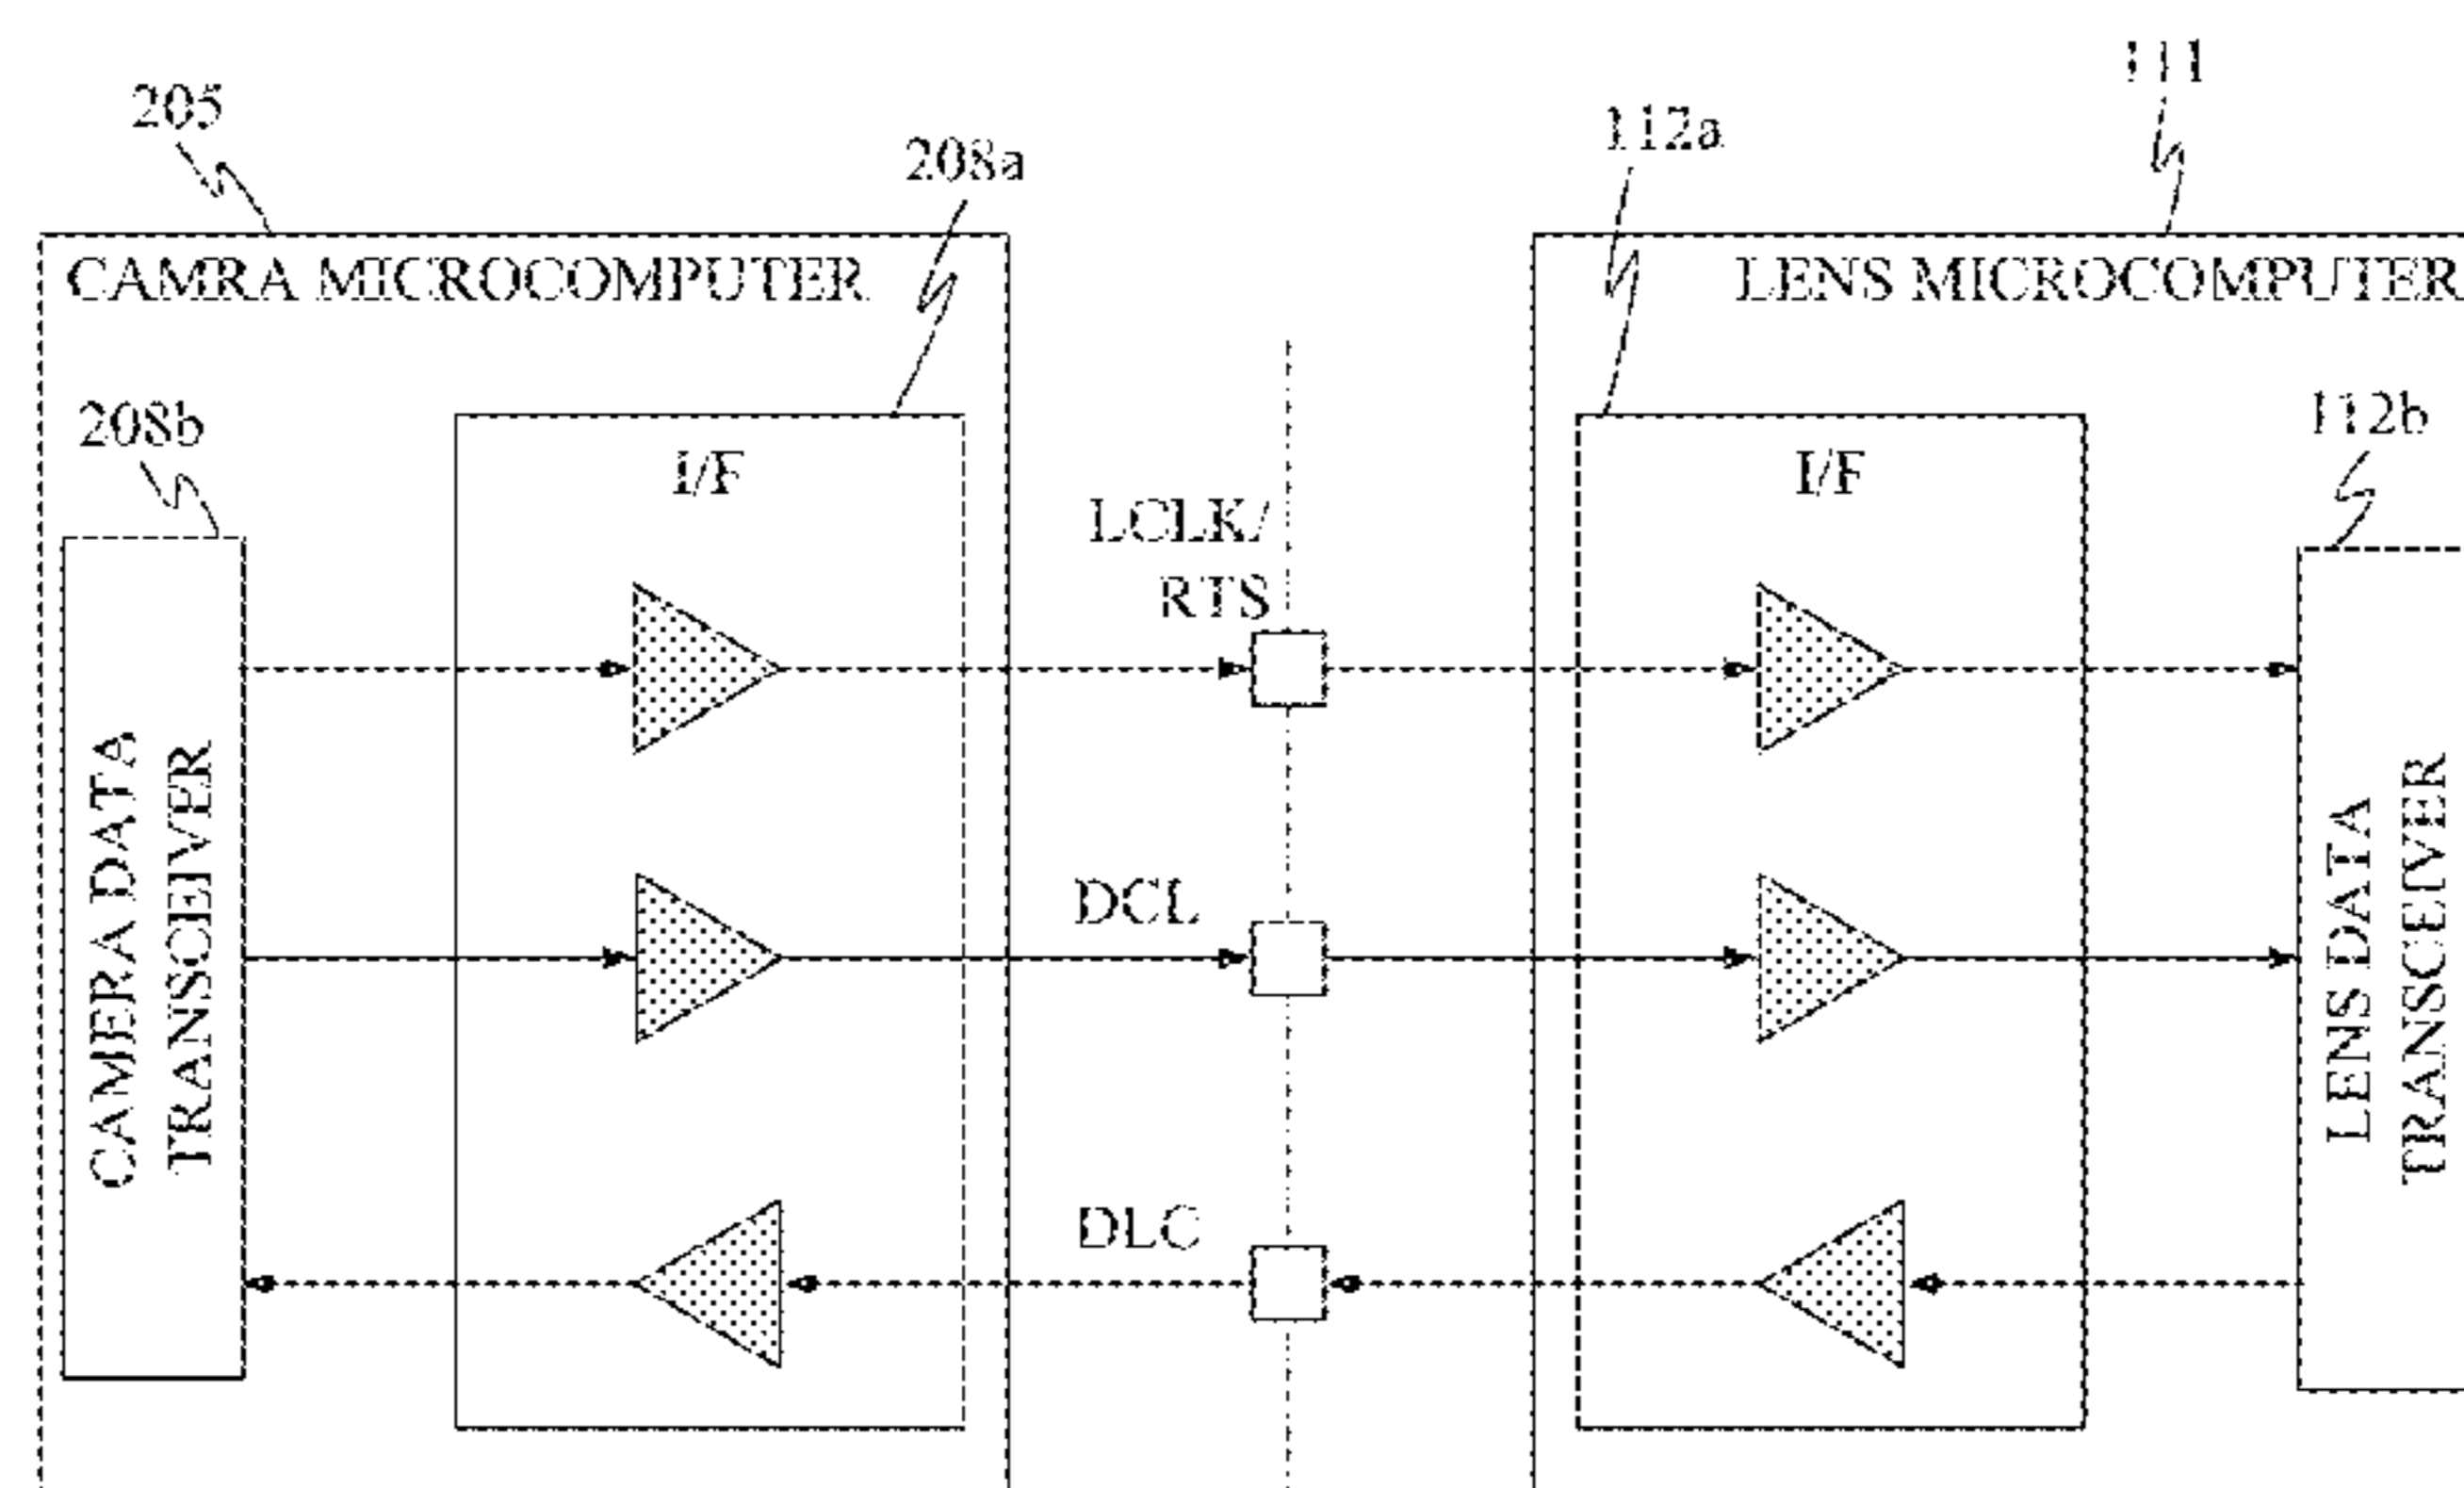 205
208a
112a
111
CAMRA MICROCOMPUTER
LENS MICROCOMPUTER
208b
112b
I/F
I/F
LCLK/
RTS
DCL
DLC
CAMERA DATA
TRANSCEIVER
LENS DATA
TRANSCEIVER